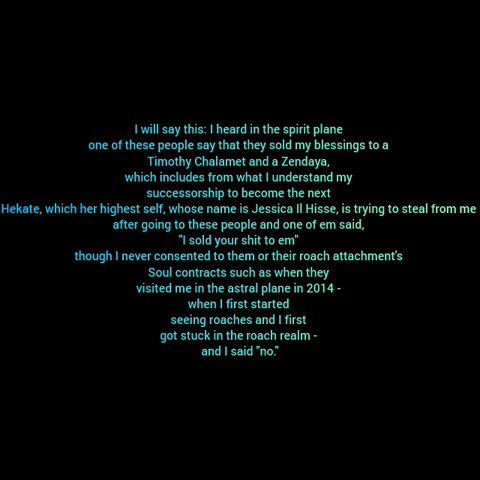 I will say this: I heard in the spirit plane
one of these people say that they sold my blessings to a
Timothy Chalamet and a Zendaya,
which includes from what I understand my
successorship to become the next
Hekate, which her highest self, whose name is Jessica Il Hisse, is trying to steal from me
after going to these people and one of em said,
"I sold your shit to em"
though I never consented to them or their roach attachment's
Soul contracts such as when they
visited me in the astral plane in 2014 -
when I first started
seeing roaches and I first
got stuck in the roach realm -
and I said "no."